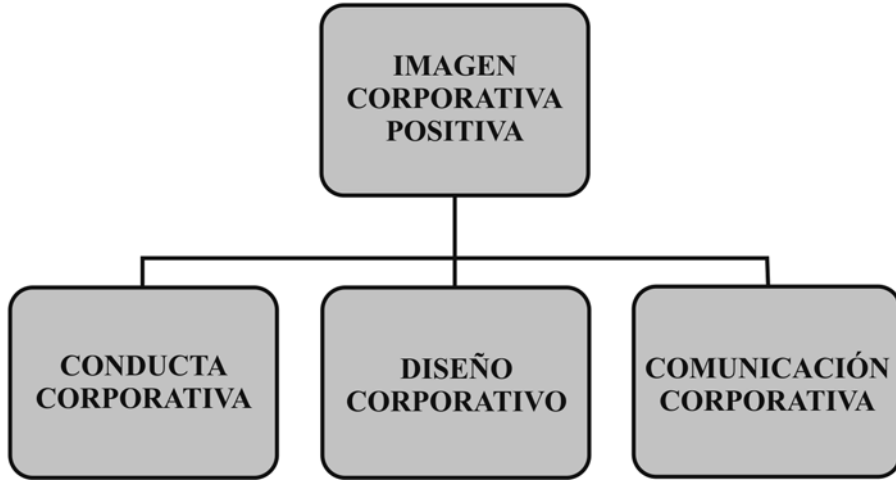 IMAGEN
CORPORATIVA
POSITIVA
CONDUCTA
CORPORATIVA
DISEÑO
CORPORATIVO
COMUNICACIÓN
CORPORATIVA